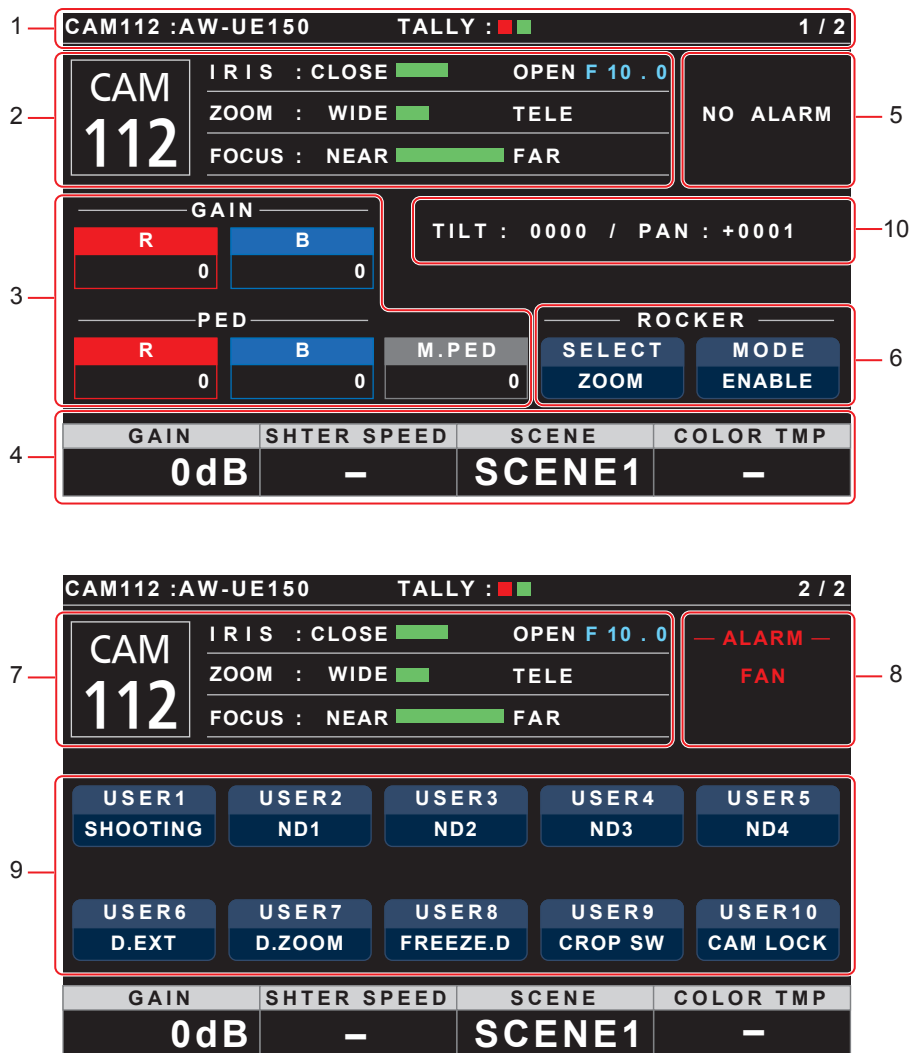 1
CAM112 :AW-UE150 TALLY : 1 / 2
2
CAM
112
IRIS : CLOSE OPEN F 10 . 0
ZOOM : WIDE TELE
FOCUS : NEAR FAR
NO ALARM
5
3
GAIN
R B
0 0
TILT : 0000 / PAN : +0001
10
PED
R B M.PED
0 0 0
ROCKER
SELECT MODE
ZOOM ENABLE
6
4
GAIN SHTER SPEED SCENE COLOR TMP
0dB – SCENE1 –
CAM112 :AW-UE150 TALLY : 2 / 2
7
CAM
112
IRIS : CLOSE OPEN F 10 . 0
ZOOM : WIDE TELE
FOCUS : NEAR FAR
— ALARM —
FAN
8
9
USER1 USER2 USER3 USER4 USER5
SHOOTING ND1 ND2 ND3 ND4
USER6 USER7 USER8 USER9 USER10
D.EXT D.ZOOM FREEZE.D CROP SW CAM LOCK
GAIN SHTER SPEED SCENE COLOR TMP
0dB – SCENE1 –